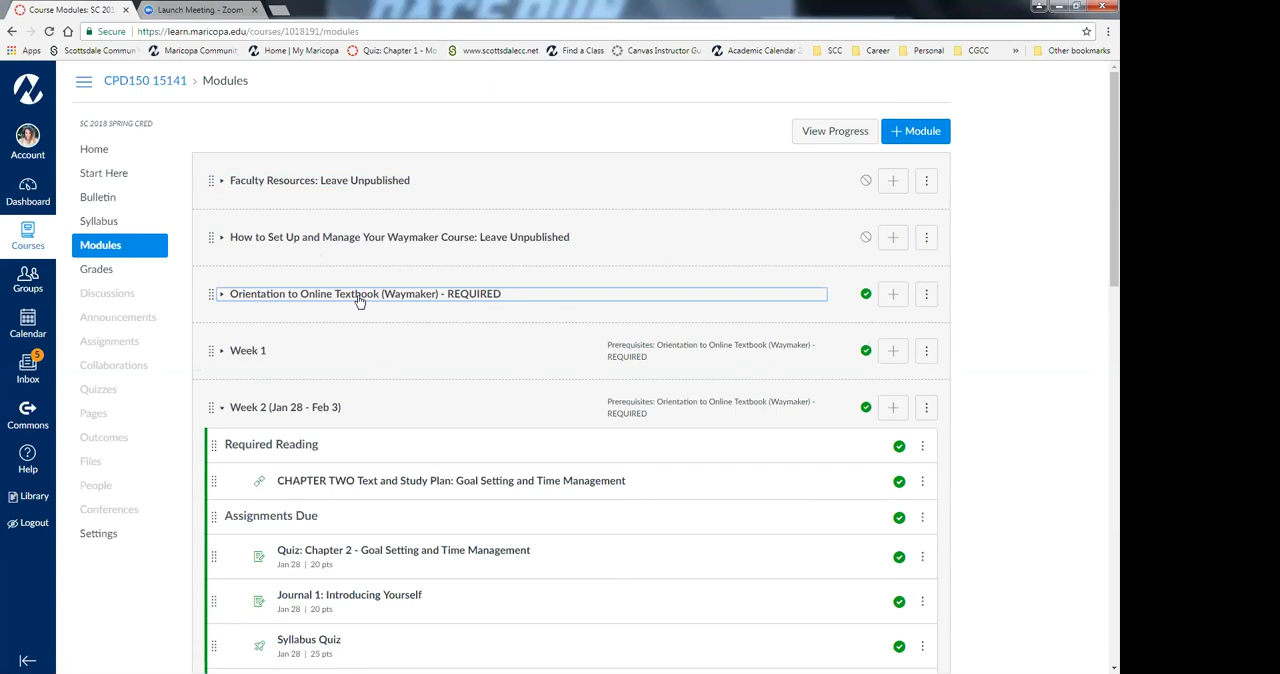 Course Modules: SC 201
Launch Meeting - Zoom
Secure
https://learn.maricopa.edu/courses/1018191/modules
Apps
Scottsdale Commun
Maricopa Communit
Home | My Maricopa
Quiz: Chapter 1 - Mo
www.scottsdalecc.edu
Find a Class
Canvas Instructor Gu
Academic Calendar 2
SCC
Career
Personal
CGCC
»
Other bookmarks
CPD150 15141 › Modules
SC 2018 SPRING CRED
Home
Start Here
Bulletin
Syllabus
Modules
Grades
Discussions
Announcements
Assignments
Collaborations
Quizzes
Pages
Outcomes
Files
People
Conferences
Settings
Account
Dashboard
Courses
Groups
Calendar
5
Inbox
Commons
Help
Library
Logout
View Progress
+ Module
Faculty Resources: Leave Unpublished
How to Set Up and Manage Your Waymaker Course: Leave Unpublished
Orientation to Online Textbook (Waymaker) - REQUIRED
Week 1
Prerequisites: Orientation to Online Textbook (Waymaker) -
REQUIRED
Week 2 (Jan 28 - Feb 3)
Prerequisites: Orientation to Online Textbook (Waymaker) -
REQUIRED
Required Reading
CHAPTER TWO Text and Study Plan: Goal Setting and Time Management
Assignments Due
Quiz: Chapter 2 - Goal Setting and Time Management
Jan 28 | 20 pts
Journal 1: Introducing Yourself
Jan 28 | 20 pts
Syllabus Quiz
Jan 28 | 25 pts